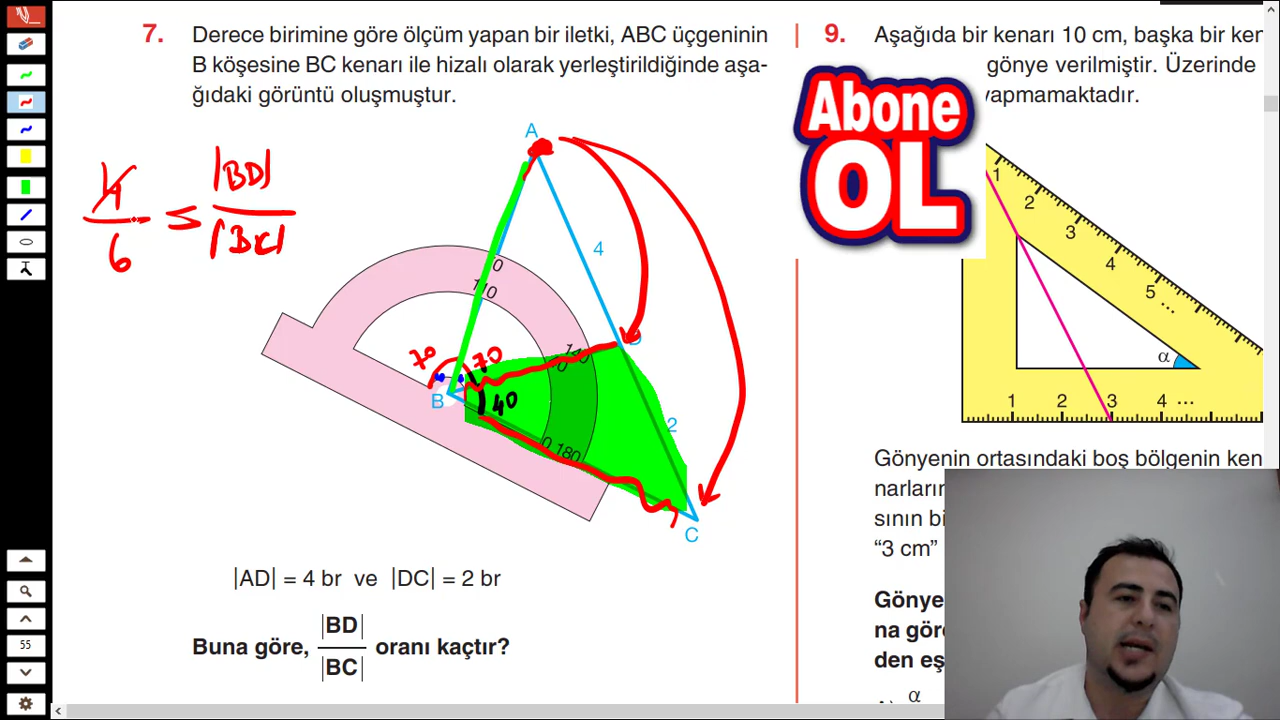 7. Derece birimine göre ölçüm yapan bir iletki, ABC üçgeninin
B köşesine BC kenarı ile hizalı olarak yerleştirildiğinde aşa-
ğıdaki görüntü oluşmuştur.
A
4
6
≤
|BD|
|BC|
4
0
110
70
70
D
140
0
B
40
2
0 180
C
|AD| = 4 br ve |DC| = 2 br
Buna göre, |BD| oranı kaçtır?
|BC|
9. Aşağıda bir kenarı 10 cm, başka bir ken
gönye verilmiştir. Üzerinde
yapmamaktadır.
Abone
OL
1
2
3
4
5 ...
α
1 2 3 4 ...
Gönyenin ortasındaki boş bölgenin ken
narların
sının bi
"3 cm"
Gönye
na göre
den eş
α
55